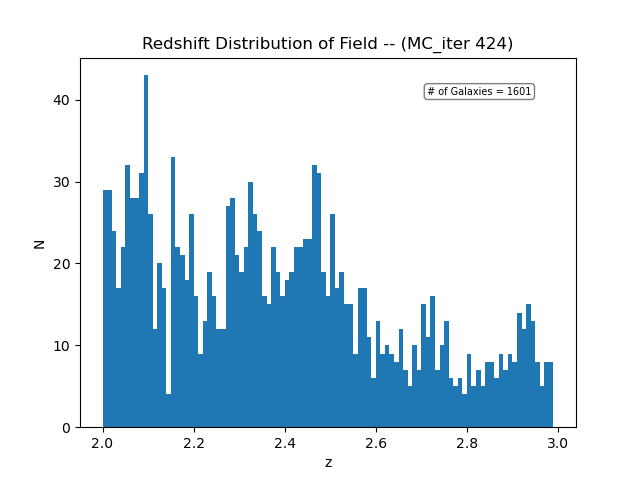 Redshift Distribution of Field -- (MC_iter 424)
# of Galaxies = 1601
40
30
20
10
0
N
2.0 2.2 2.4 2.6 2.8 3.0
z